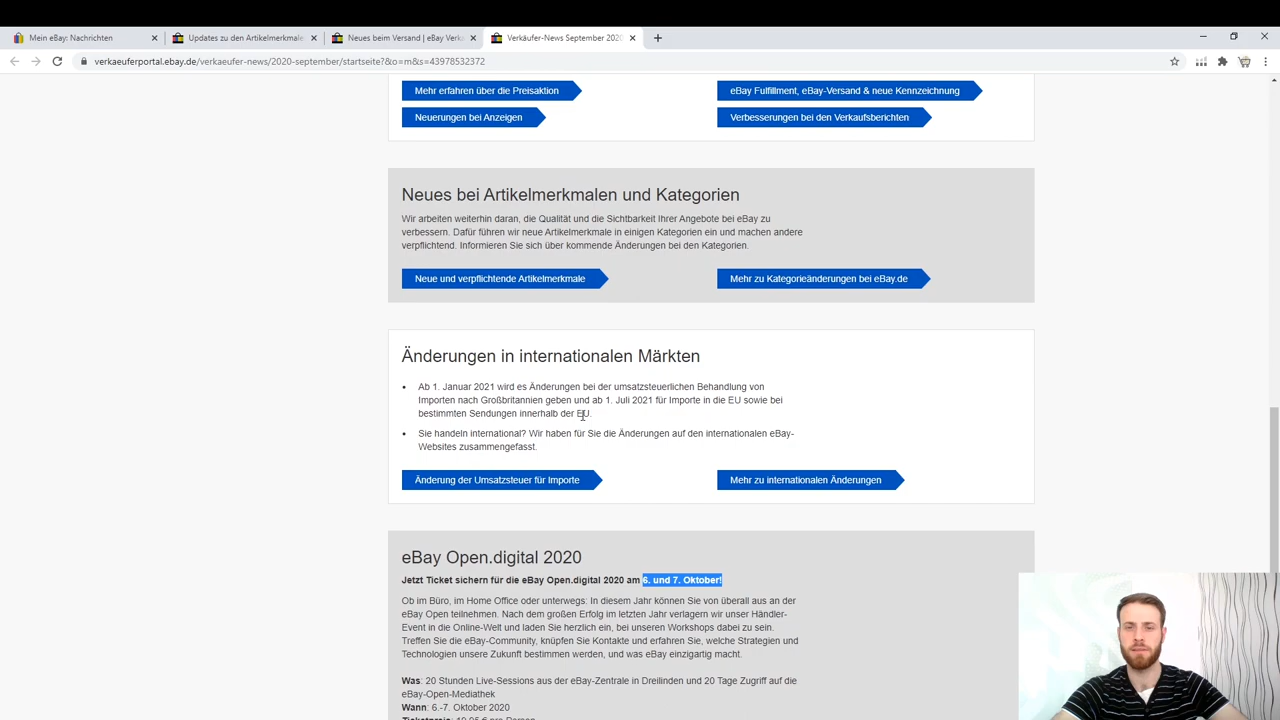 Mein eBay: Nachrichten
Updates zu den Artikelmerkmale
Neues beim Versand | eBay Verka
Verkäufer-News September 202
verkaeuferportal.ebay.de/verkaeufer-news/2020-september/startseite?&o=m&s=43978532372
Mehr erfahren über die Preisaktion
eBay Fulfillment, eBay-Versand & neue Kennzeichnung
Neuerungen bei Anzeigen
Verbesserungen bei den Verkaufsberichten
Neues bei Artikelmerkmalen und Kategorien
Wir arbeiten weiterhin daran, die Qualität und die Sichtbarkeit Ihrer Angebote bei eBay zu
verbessern. Dafür führen wir neue Artikelmerkmale in einigen Kategorien ein und machen andere
verpflichtend. Informieren Sie sich über kommende Änderungen bei den Kategorien.
Neue und verpflichtende Artikelmerkmale
Mehr zu Kategorieänderungen bei eBay.de
Änderungen in internationalen Märkten
• Ab 1. Januar 2021 wird es Änderungen bei der umsatzsteuerlichen Behandlung von
Importen nach Großbritannien geben und ab 1. Juli 2021 für Importe in die EU sowie bei
bestimmten Sendungen innerhalb der EU.
• Sie handeln international? Wir haben für Sie die Änderungen auf den internationalen eBay-
Websites zusammengefasst.
Änderung der Umsatzsteuer für Importe
Mehr zu internationalen Änderungen
eBay Open.digital 2020
Jetzt Ticket sichern für die eBay Open.digital 2020 am 6. und 7. Oktober!
Ob im Büro, im Home Office oder unterwegs: In diesem Jahr können Sie von überall aus an der
eBay Open teilnehmen. Nach dem großen Erfolg im letzten Jahr verlagern wir unser Händler-
Event in die Online-Welt und laden Sie herzlich ein, bei unseren Workshops dabei zu sein.
Treffen Sie die eBay-Community, knüpfen Sie Kontakte und erfahren Sie, welche Strategien und
Technologien unsere Zukunft bestimmen werden, und was eBay einzigartig macht.
Was: 20 Stunden Live-Sessions aus der eBay-Zentrale in Dreilinden und 20 Tage Zugriff auf die
eBay-Open-Mediathek
Wann: 6.-7. Oktober 2020